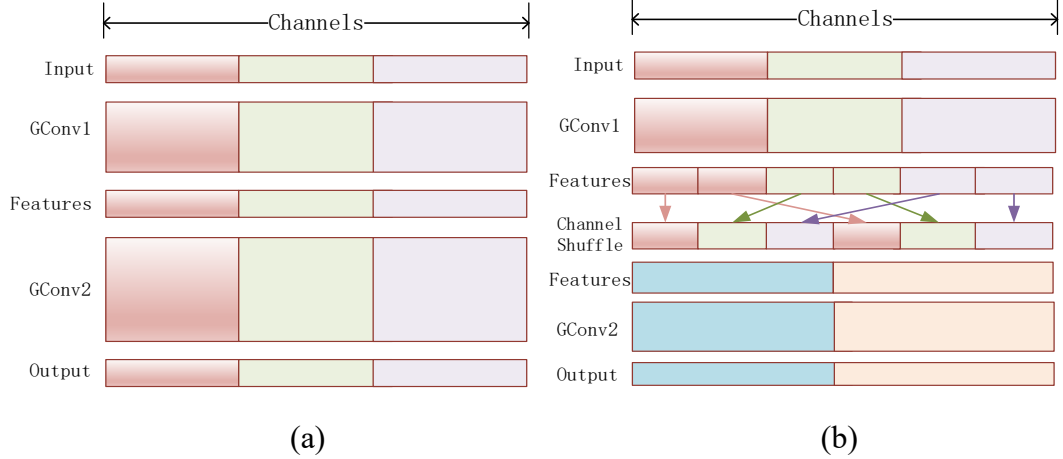 Channels
Input
GConv1
Features
GConv2
Output
(a)
Channels
Input
GConv1
Features
Channel
Shuffle
Features
GConv2
Output
(b)